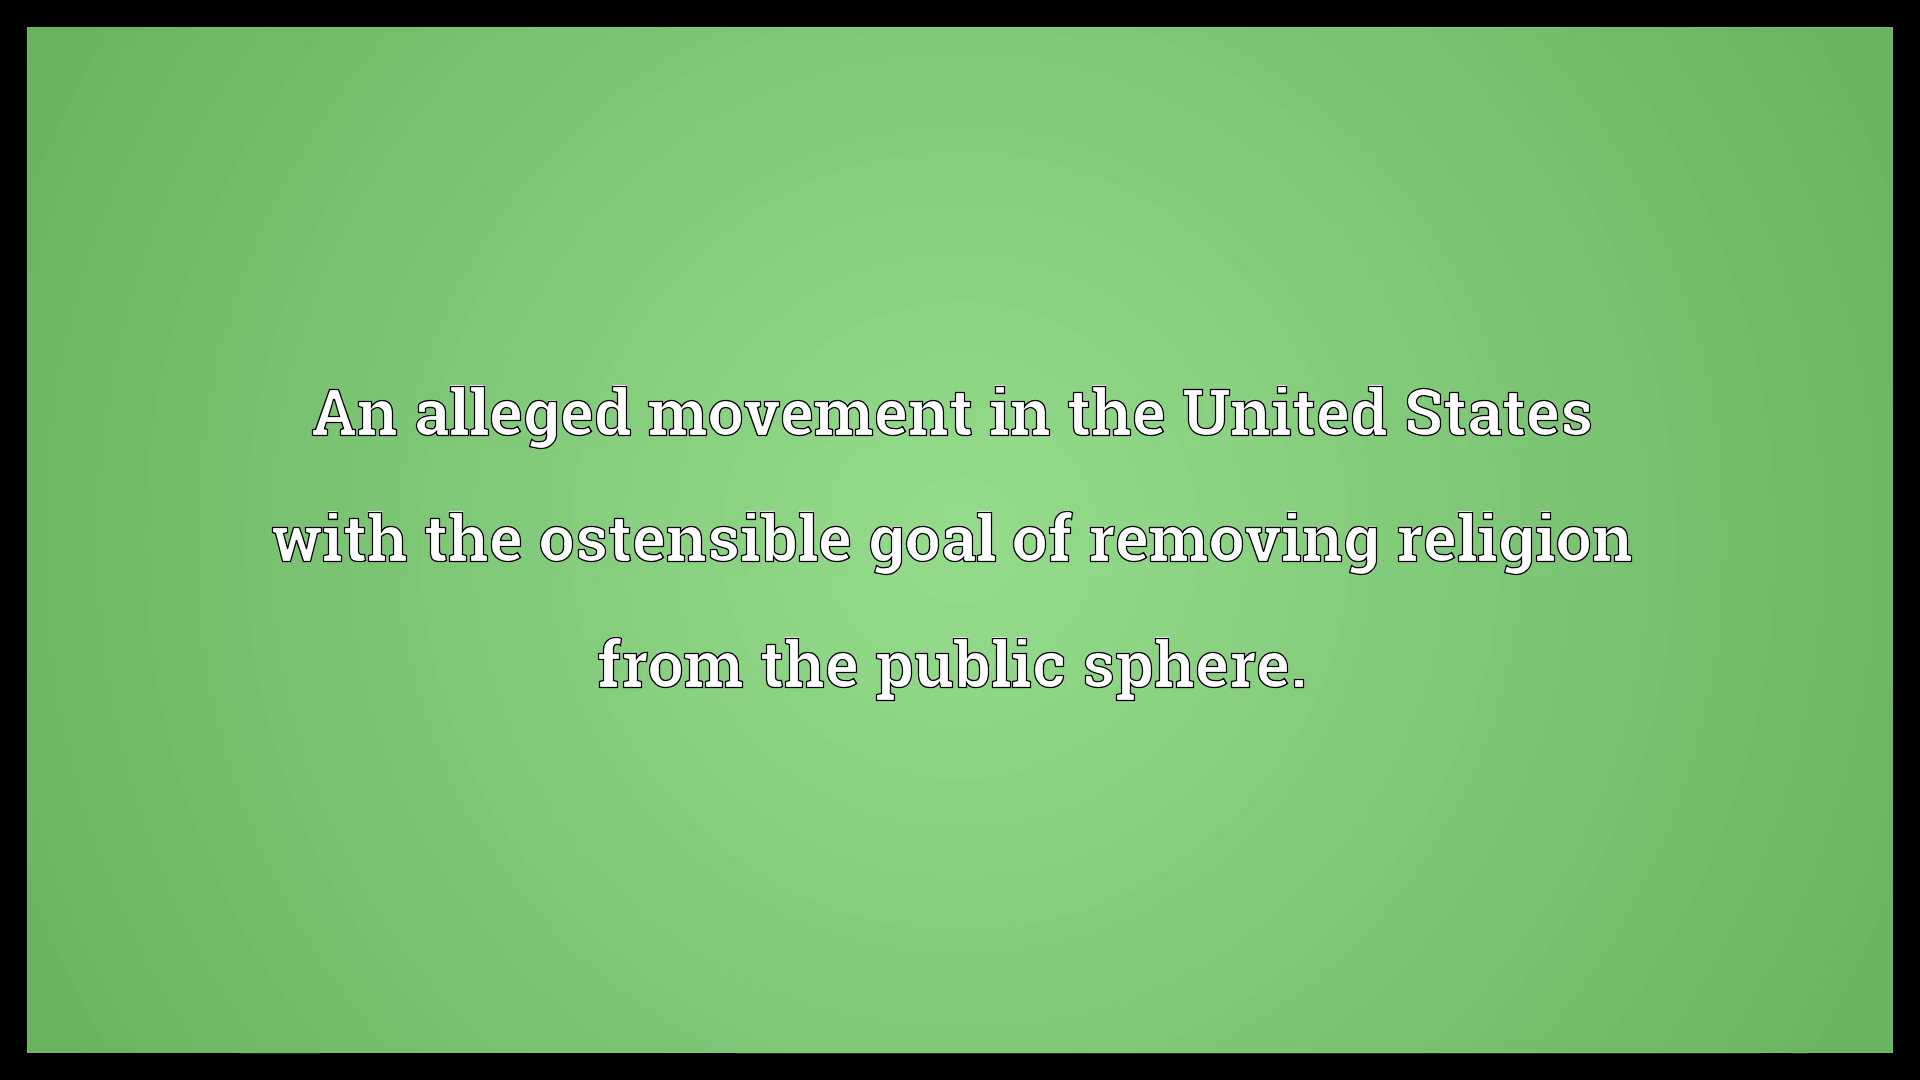 An alleged movement in the United States
with the ostensible goal of removing religion
from the public sphere.